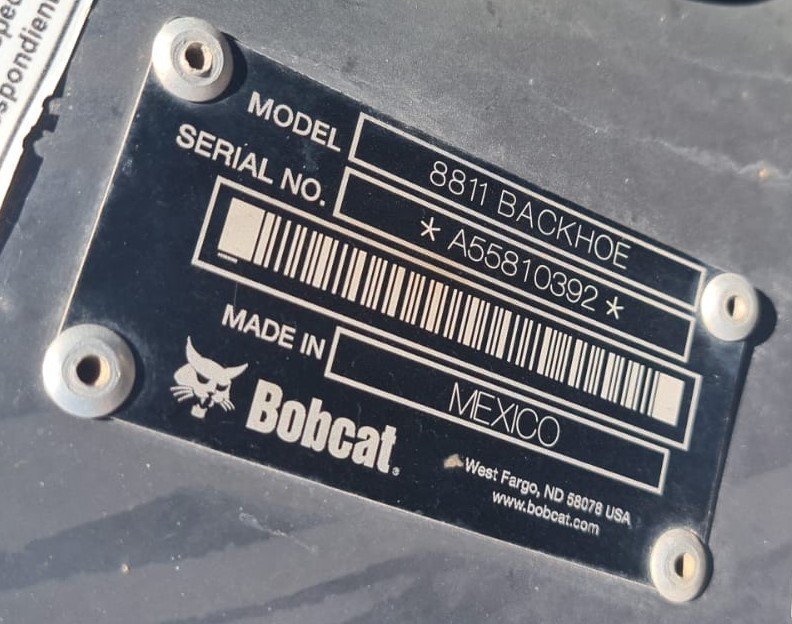 MODEL 8811 BACKHOE
SERIAL NO. * A55810392 *
MADE IN MEXICO
Bobcat®
West Fargo, ND 58078 USA
www.bobcat.com